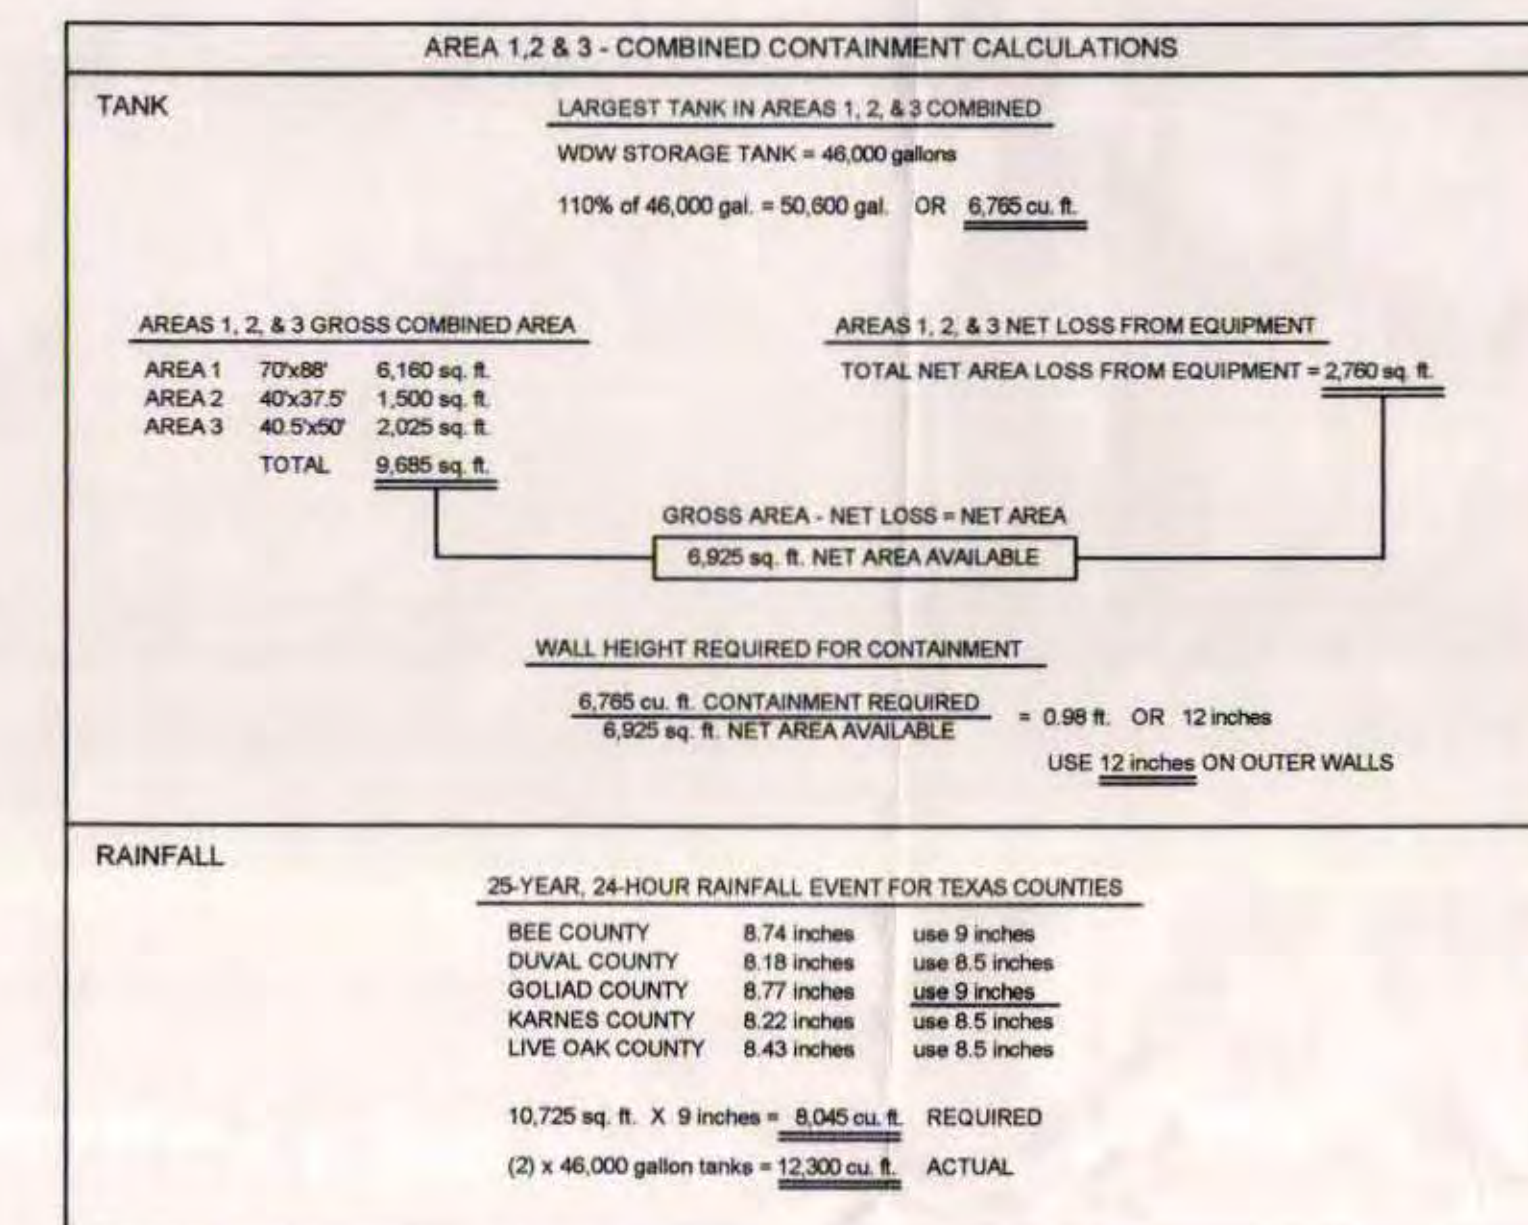 AREA 1,2 & 3 - COMBINED CONTAINMENT CALCULATIONS
TANK
LARGEST TANK IN AREAS 1, 2, & 3 COMBINED
WDW STORAGE TANK = 46,000 gallons
110% of 46,000 gal. = 50,600 gal. OR 6,765 cu. ft.
AREAS 1, 2, & 3 GROSS COMBINED AREA
AREA 1 70'x88' 6,160 sq. ft.
AREA 2 40'x37.5' 1,500 sq. ft.
AREA 3 40.5'x50' 2,025 sq. ft.
TOTAL 9,685 sq. ft.
AREAS 1, 2, & 3 NET LOSS FROM EQUIPMENT
TOTAL NET AREA LOSS FROM EQUIPMENT = 2,760 sq. ft.
GROSS AREA - NET LOSS = NET AREA
6,925 sq. ft. NET AREA AVAILABLE
WALL HEIGHT REQUIRED FOR CONTAINMENT
6,765 cu. ft. CONTAINMENT REQUIRED
6,925 sq. ft. NET AREA AVAILABLE
= 0.98 ft. OR 12 inches
USE 12 inches ON OUTER WALLS
RAINFALL
25-YEAR, 24-HOUR RAINFALL EVENT FOR TEXAS COUNTIES
BEE COUNTY 8.74 inches use 9 inches
DUVAL COUNTY 8.18 inches use 8.5 inches
GOLIAD COUNTY 8.77 inches use 9 inches
KARNES COUNTY 8.22 inches use 8.5 inches
LIVE OAK COUNTY 8.43 inches use 8.5 inches
10,725 sq. ft. X 9 inches = 8,045 cu. ft. REQUIRED
(2) x 46,000 gallon tanks = 12,300 cu. ft. ACTUAL